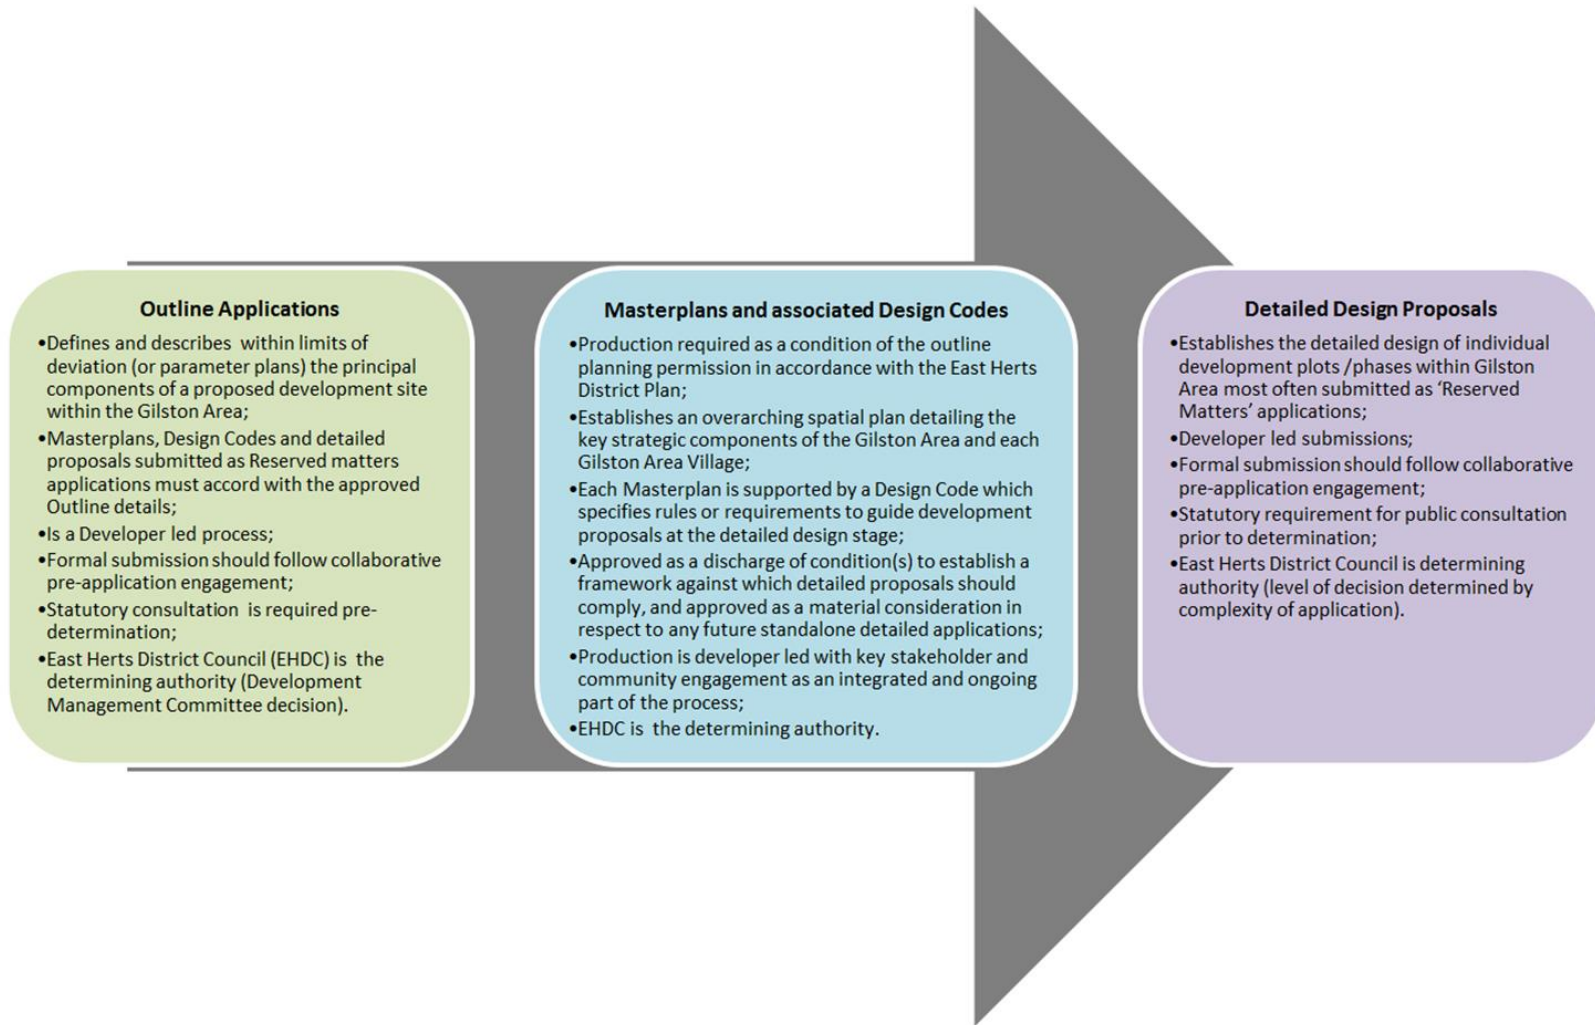 Outline Applications
•Defines and describes within limits of
deviation (or parameter plans) the principal
components of a proposed development site
within the Gilston Area;
•Masterplans, Design Codes and detailed
proposals submitted as Reserved matters
applications must accord with the approved
Outline details;
•Is a Developer led process;
•Formal submission should follow collaborative
pre-application engagement;
•Statutory consultation is required pre-
determination;
•East Herts District Council (EHDC) is the
determining authority (Development
Management Committee decision).
Masterplans and associated Design Codes
•Production required as a condition of the outline
planning permission in accordance with the East Herts
District Plan;
•Establishes an overarching spatial plan detailing the
key strategic components of the Gilston Area and each
Gilston Area Village;
•Each Masterplan is supported by a Design Code which
specifies rules or requirements to guide development
proposals at the detailed design stage;
•Approved as a discharge of condition(s) to establish a
framework against which detailed proposals should
comply, and approved as a material consideration in
respect to any future standalone detailed applications;
•Production is developer led with key stakeholder and
community engagement as an integrated and ongoing
part of the process;
•EHDC is the determining authority.
Detailed Design Proposals
•Establishes the detailed design of individual
development plots /phases within Gilston
Area most often submitted as ‘Reserved
Matters’ applications;
•Developer led submissions;
•Formal submission should follow collaborative
pre-application engagement;
•Statutory requirement for public consultation
prior to determination;
•East Herts District Council is determining
authority (level of decision determined by
complexity of application).